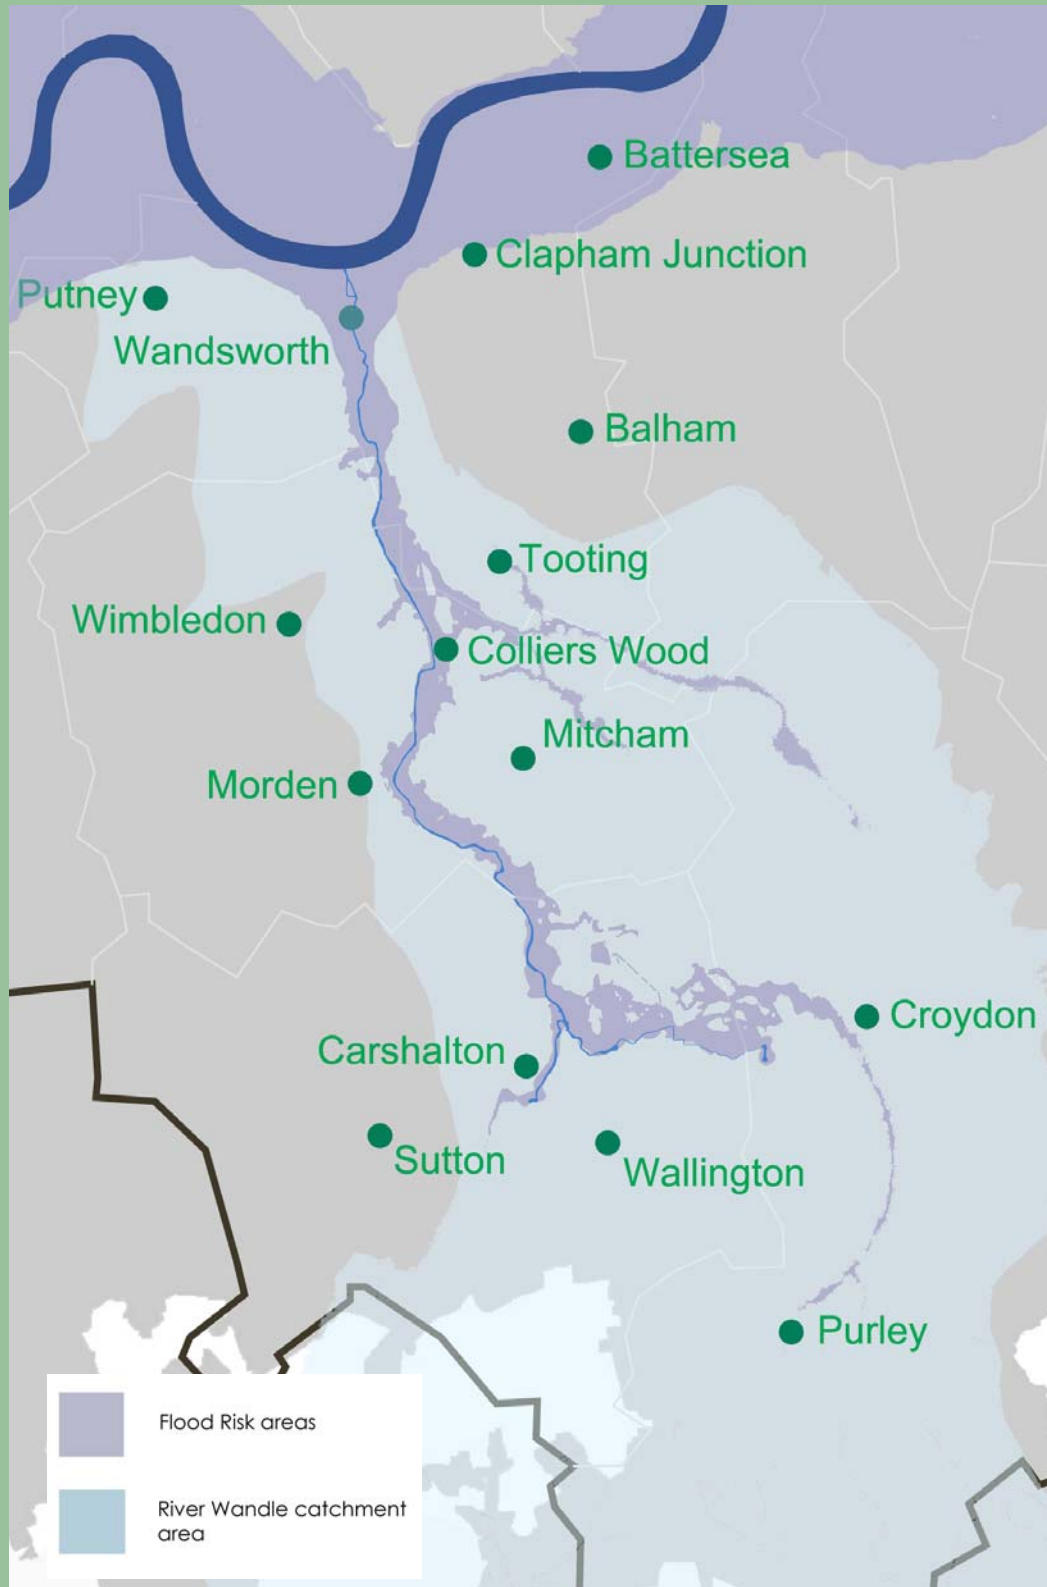 Battersea
Clapham Junction
Putney
Wandsworth
Balham
Tooting
Wimbledon
Colliers Wood
Mitcham
Morden
Croydon
Carshalton
Sutton
Wallington
Purley
Flood Risk areas
River Wandle catchment
area